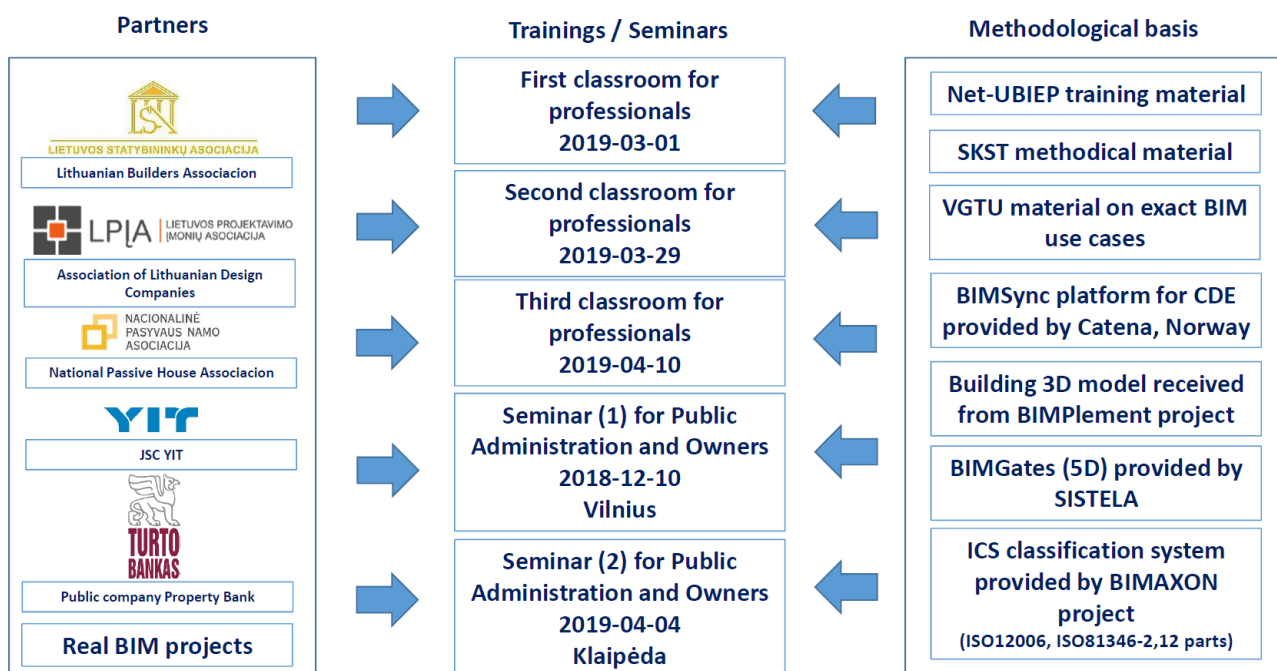 Partners
LIETUVOS STATYBININKŲ ASOCIACIJA
Lithuanian Builders Associacion
LPĮA
LIETUVOS PROJEKTAVIMO
ĮMONIŲ ASOCIACIJA
Association of Lithuanian Design
Companies
NACIONALINĖ
PASYVAUS NAMO
ASOCIACIJA
National Passive House Associacion
YIT
JSC YIT
TURTO
BANKAS
Public company Property Bank
Real BIM projects
Trainings / Seminars
First classroom for
professionals
2019-03-01
Second classroom for
professionals
2019-03-29
Third classroom for
professionals
2019-04-10
Seminar (1) for Public
Administration and Owners
2018-12-10
Vilnius
Seminar (2) for Public
Administration and Owners
2019-04-04
Klaipėda
Methodological basis
Net-UBIEP training material
SKST methodical material
VGTU material on exact BIM
use cases
BIMSync platform for CDE
provided by Catena, Norway
Building 3D model received
from BIMPlement project
BIMGates (5D) provided by
SISTELA
ICS classification system
provided by BIMAXON
project
(ISO12006, ISO81346-2,12 parts)